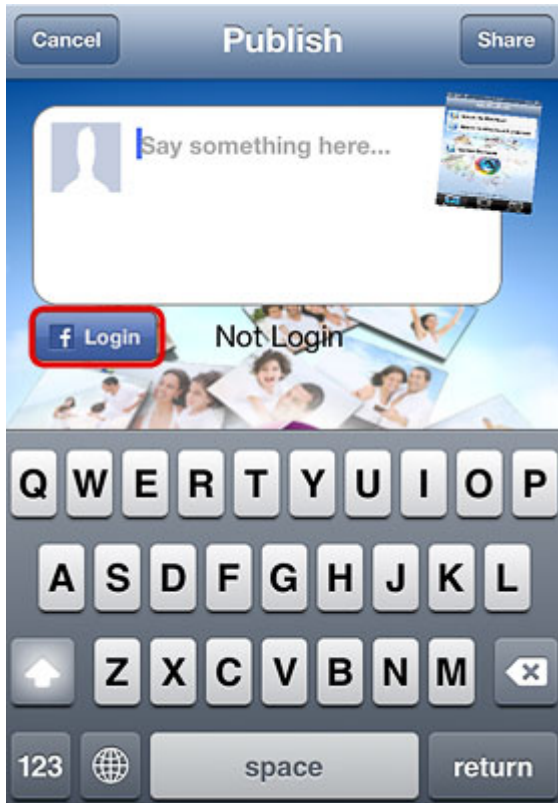 Cancel Publish Share
Say something here...
f Login Not Login
Q W E R T Y U I O P
A S D F G H J K L
Z X C V B N M
123 space return